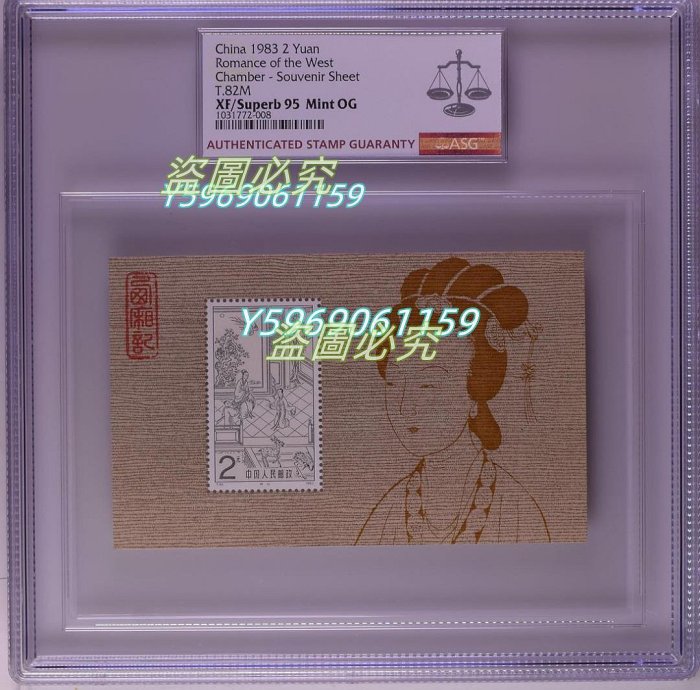 China 1983 2 Yuan
Romance of the West
Chamber - Souvenir Sheet
T.82M
XF/Superb 95 Mint OG
1031772-008
AUTHENTICATED STAMP GUARANTY
ASG
盜圖必究
Y5969061159
Y5969061159
盜圖必究
西廂記
2元
中国人民邮政